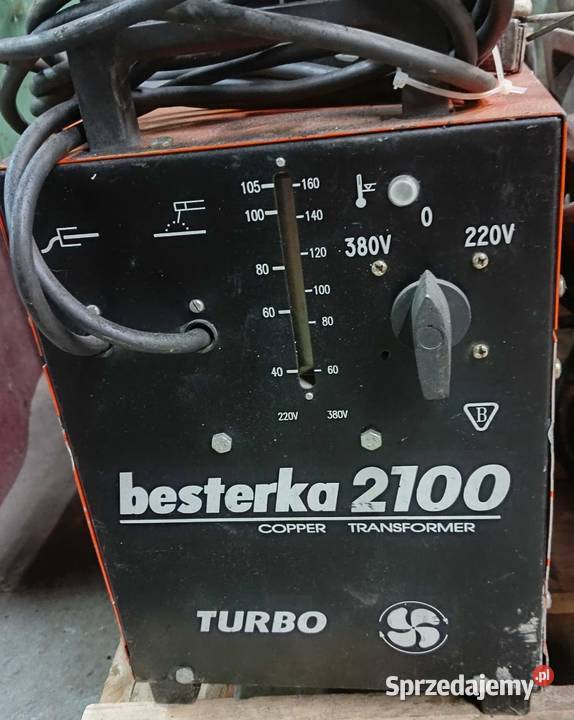 105 160
100 140
120
80
100
60 80
40 60
220V 380V
0
380V 220V
B
besterka 2100
COPPER TRANSFORMER
TURBO
Sprzedajemy.pl